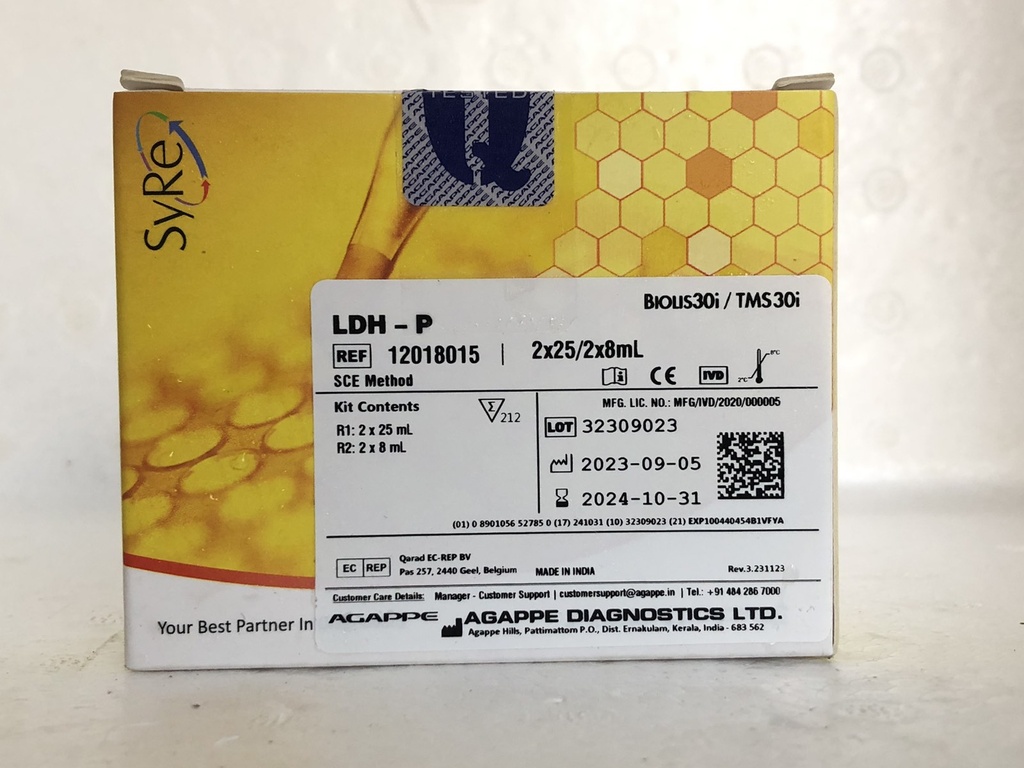 TESTED
SyRe
BIOLIS30i / TMS30i
LDH – P
REF 12018015 | 2x25/2x8mL
SCE Method
CE IVD 2°C 8°C
Kit Contents
Σ 212
R1: 2 x 25 mL
R2: 2 x 8 mL
MFG. LIC. NO.: MFG/IVD/2020/000005
LOT 32309023
2023-09-05
2024-10-31
(01) 0 8901056 52785 0 (17) 241031 (10) 32309023 (21) EXP100440454B1VFYA
EC REP
Qarad EC-REP BV
Pas 257, 2440 Geel, Belgium
MADE IN INDIA
Rev.3.231123
Customer Care Details: Manager - Customer Support | customersupport@agappe.in | Tel.: +91 484 286 7000
AGAPPE AGAPPE DIAGNOSTICS LTD.
Agappe Hills, Pattimattom P.O., Dist. Ernakulam, Kerala, India - 683 562
Your Best Partner In